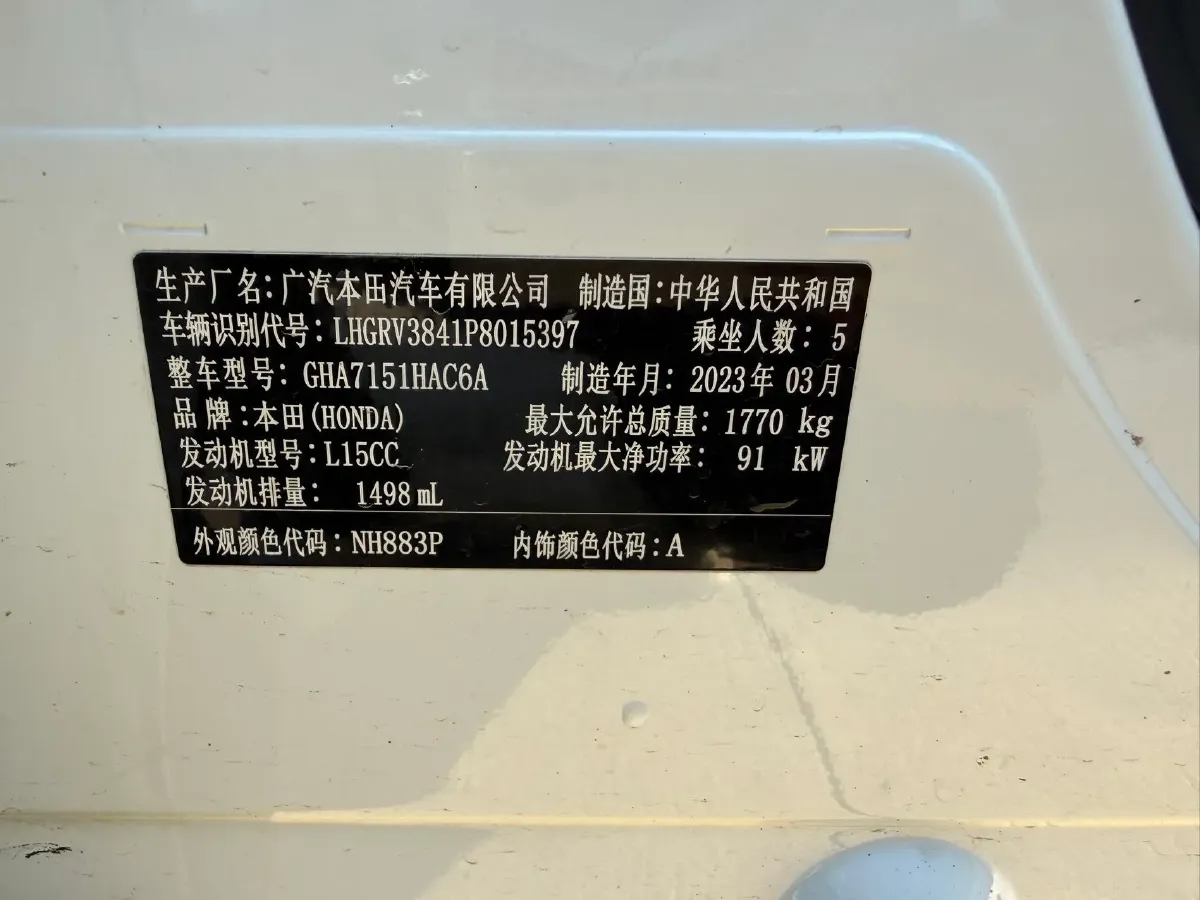 生产厂名:广汽本田汽车有限公司 制造国:中华人民共和国
车辆识别代号:LHGRV3841P8015397 乘坐人数:5
整车型号:GHA7151HAC6A 制造年月:2023年03月
品牌:本田(HONDA) 最大允许总质量:1770 kg
发动机型号:L15CC 发动机最大净功率: 91 kW
发动机排量: 1498mL
外观颜色代码:NH883P 内饰颜色代码:A